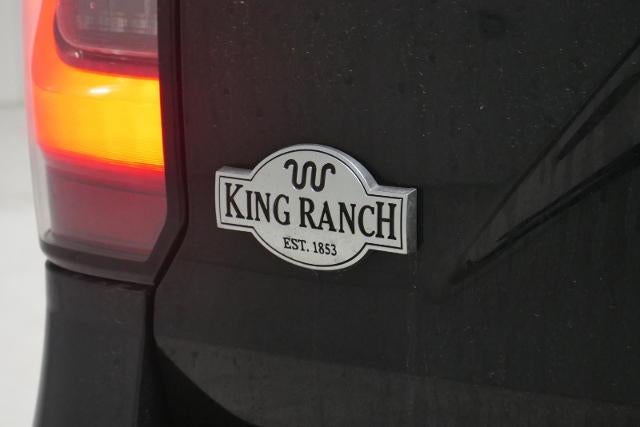 KING RANCH
EST. 1853